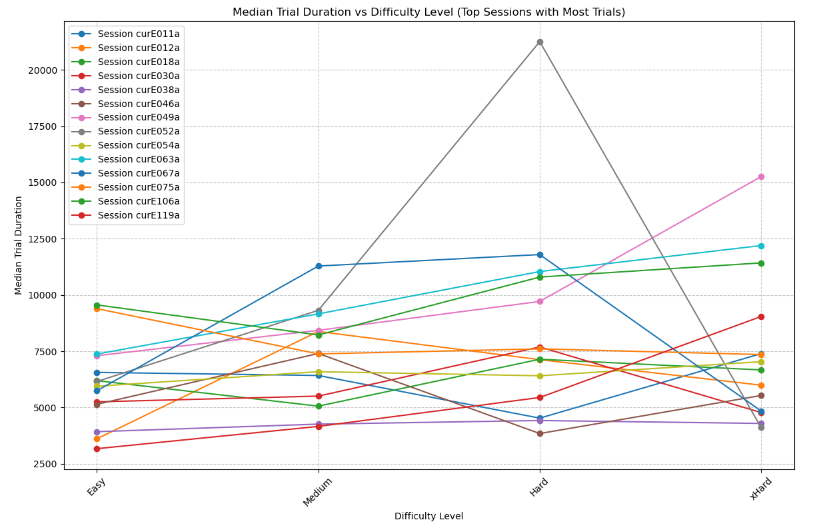 Median Trial Duration vs Difficulty Level (Top Sessions with Most Trials)
Session curE011a
Session curE012a
Session curE018a
Session curE030a
Session curE038a
Session curE046a
Session curE049a
Session curE052a
Session curE054a
Session curE063a
Session curE067a
Session curE075a
Session curE106a
Session curE119a
Median Trial Duration
20000
17500
15000
12500
10000
7500
5000
2500
Easy
Medium
Hard
xHard
Difficulty Level